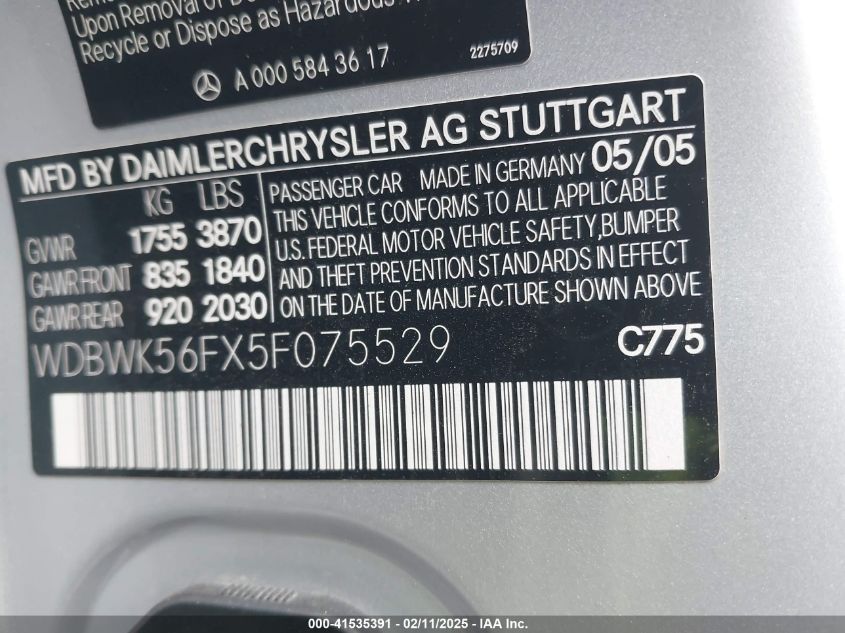 Upon Removal of
Recycle or Dispose as Hazardous
2275709
A 000 584 36 17
MFD BY DAIMLERCHRYSLER AG STUTTGART
KG LBS
GVWR 1755 3870
GAWR FRONT 835 1840
GAWR REAR 920 2030
PASSENGER CAR MADE IN GERMANY 05/05
THIS VEHICLE CONFORMS TO ALL APPLICABLE
U.S. FEDERAL MOTOR VEHICLE SAFETY,BUMPER
AND THEFT PREVENTION STANDARDS IN EFFECT
ON THE DATE OF MANUFACTURE SHOWN ABOVE
WDBWK56FX5F075529
C775
000-41535391 - 02/11/2025 - IAA Inc.